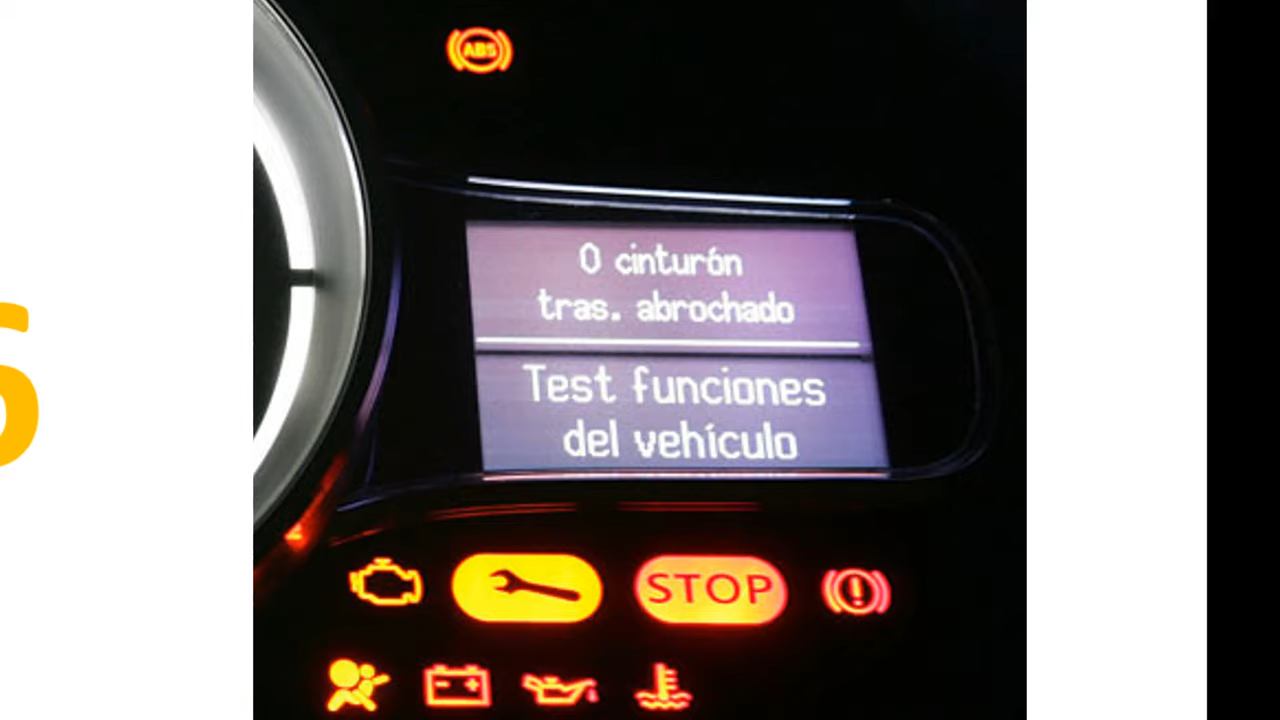 ABS
0 cinturón
tras. abrochado
Test funciones
del vehículo
STOP